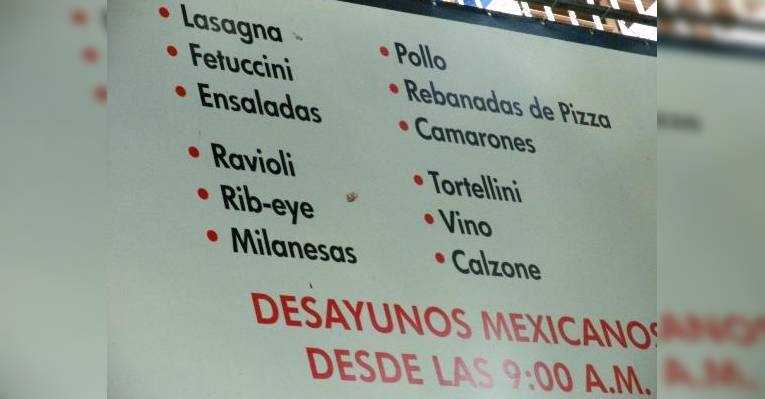 Lasagna
Fetuccini
Ensaladas
Ravioli
Rib-eye
Milanesas
Pollo
Rebanadas de Pizza
Camarones
Tortellini
Vino
Calzone
DESAYUNOS MEXICANOS
DESDE LAS 9:00 A.M.